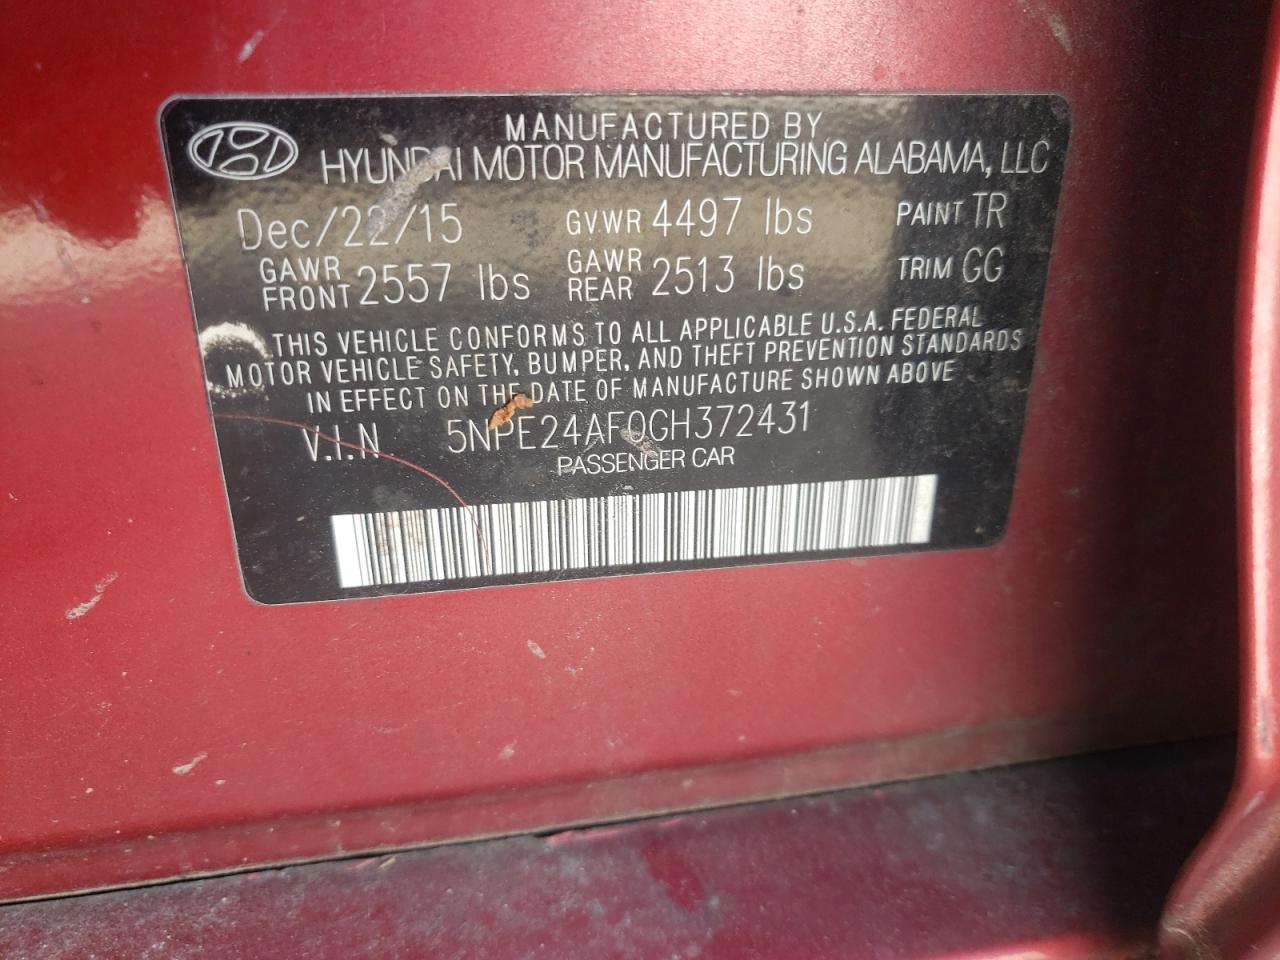 MANUFACTURED BY
HYUNDAI MOTOR MANUFACTURING ALABAMA, LLC
Dec/22/15 GVWR 4497 lbs PAINT TR
GAWR FRONT 2557 lbs GAWR REAR 2513 lbs TRIM GG
THIS VEHICLE CONFORMS TO ALL APPLICABLE U.S.A. FEDERAL
MOTOR VEHICLE SAFETY, BUMPER, AND THEFT PREVENTION STANDARDS
IN EFFECT ON THE DATE OF MANUFACTURE SHOWN ABOVE
V.I.N. 5NPE24AF0GH372431
PASSENGER CAR